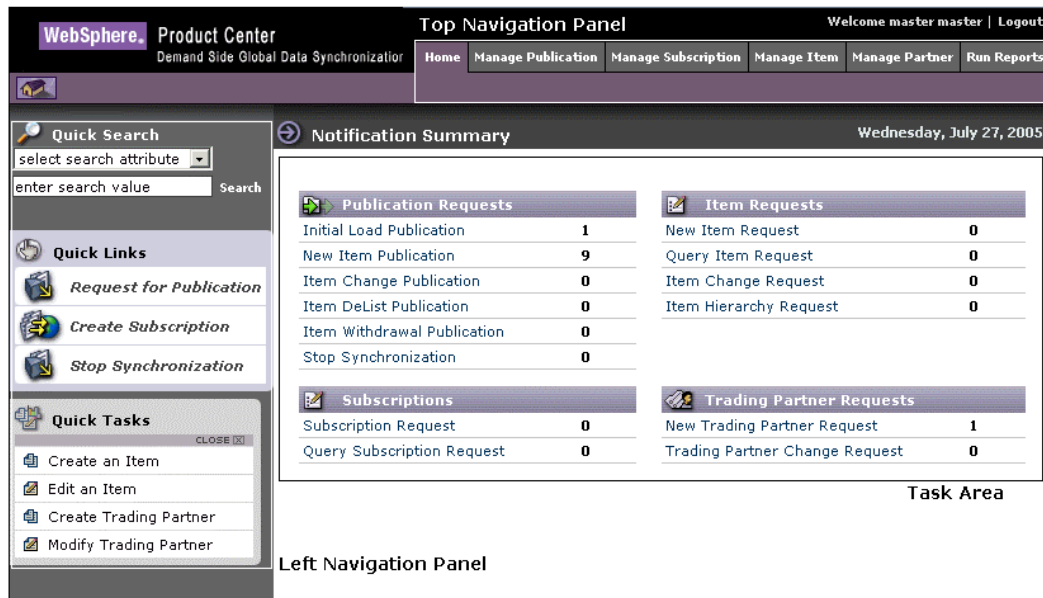 WebSphere. Product Center
Demand Side Global Data Synchronization
Top Navigation Panel
Welcome master master | Logout
Home Manage Publication Manage Subscription Manage Item Manage Partner Run Reports
Quick Search
select search attribute
enter search value Search
Quick Links
Request for Publication
Create Subscription
Stop Synchronization
Quick Tasks
CLOSE
Create an Item
Edit an Item
Create Trading Partner
Modify Trading Partner
Notification Summary Wednesday, July 27, 2005
Publication Requests
Initial Load Publication 1
New Item Publication 9
Item Change Publication 0
Item DeList Publication 0
Item Withdrawal Publication 0
Stop Synchronization 0
Item Requests
New Item Request 0
Query Item Request 0
Item Change Request 0
Item Hierarchy Request 0
Subscriptions
Subscription Request 0
Query Subscription Request 0
Trading Partner Requests
New Trading Partner Request 1
Trading Partner Change Request 0
Task Area
Left Navigation Panel